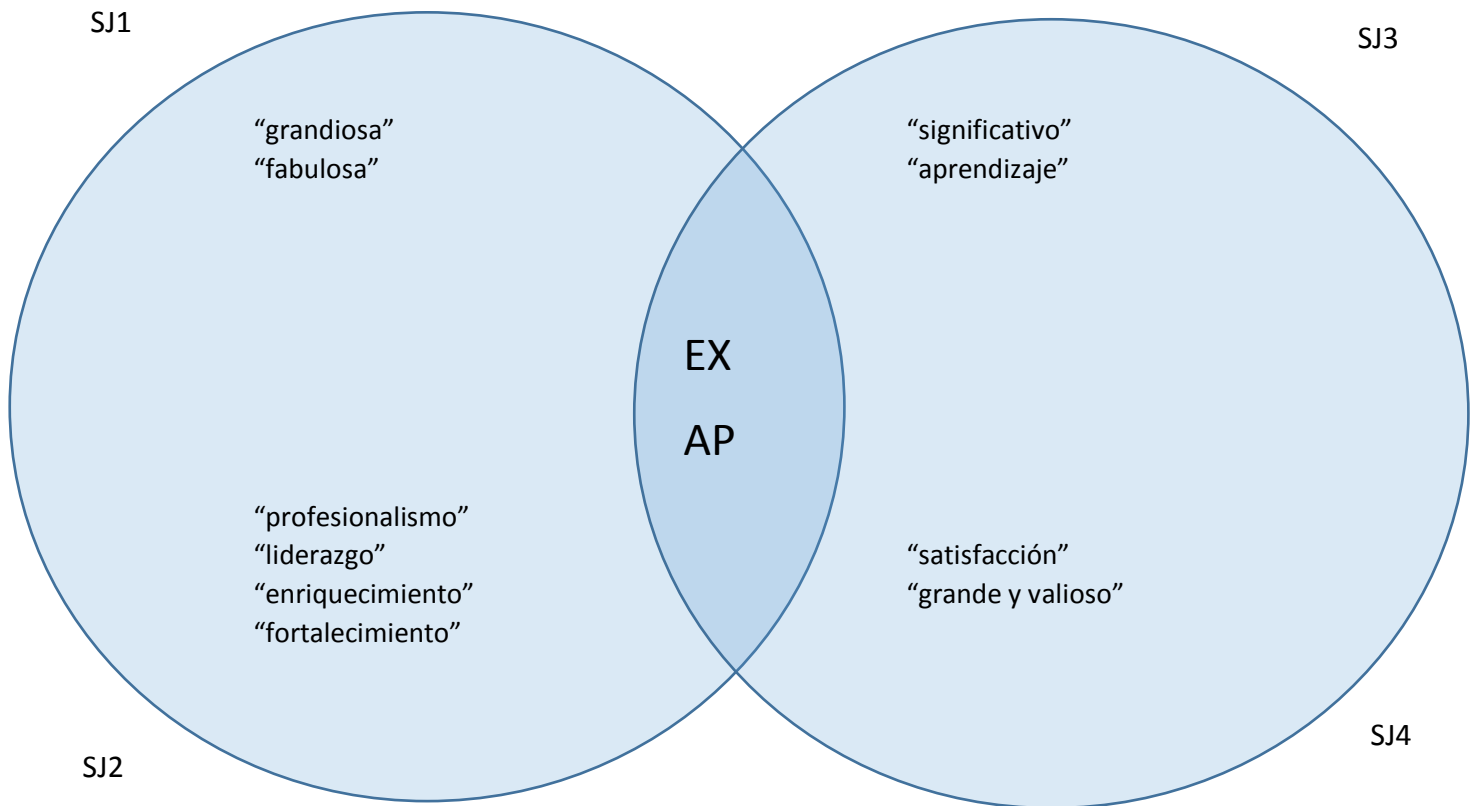 SJ1
SJ3
“grandiosa”
“fabulosa”
“significativo”
“aprendizaje”
EX
AP
“profesionalismo”
“liderazgo”
“enriquecimiento”
“fortalecimiento”
“satisfacción”
“grande y valioso”
SJ2
SJ4